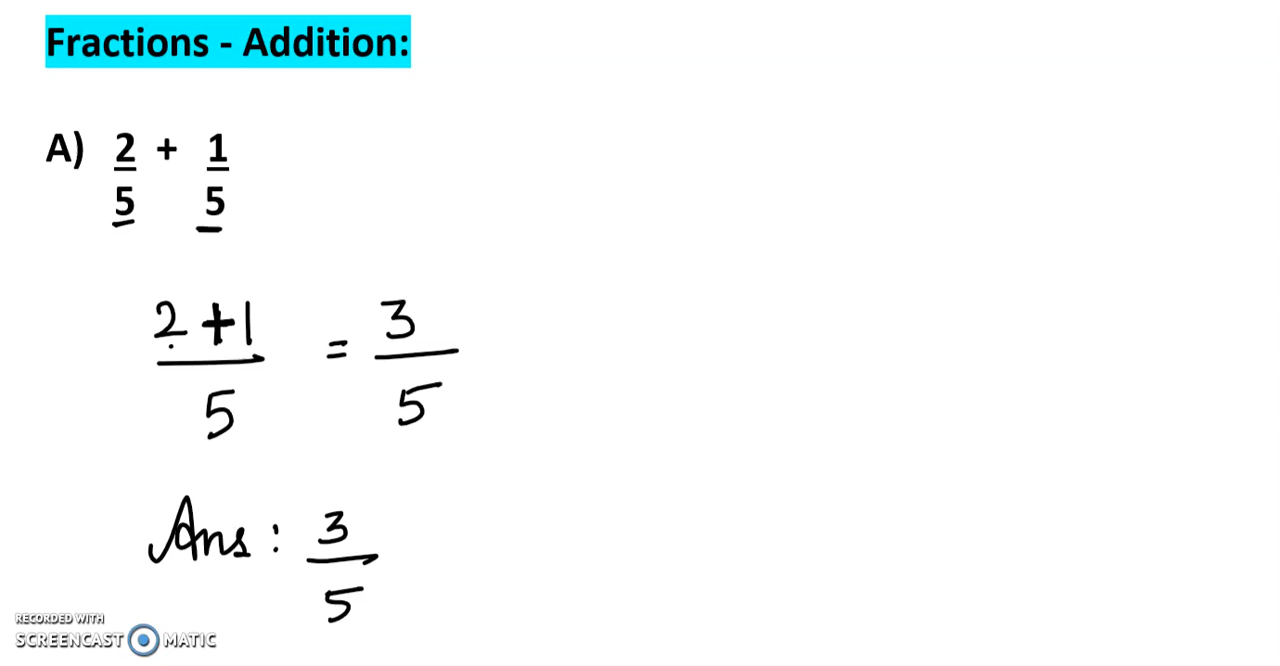 Fractions - Addition:
A) 2 + 1
5 5
2 + 1 = 3
5 5
Ans : 3
5
RECORDED WITH
SCREENCAST MATIC